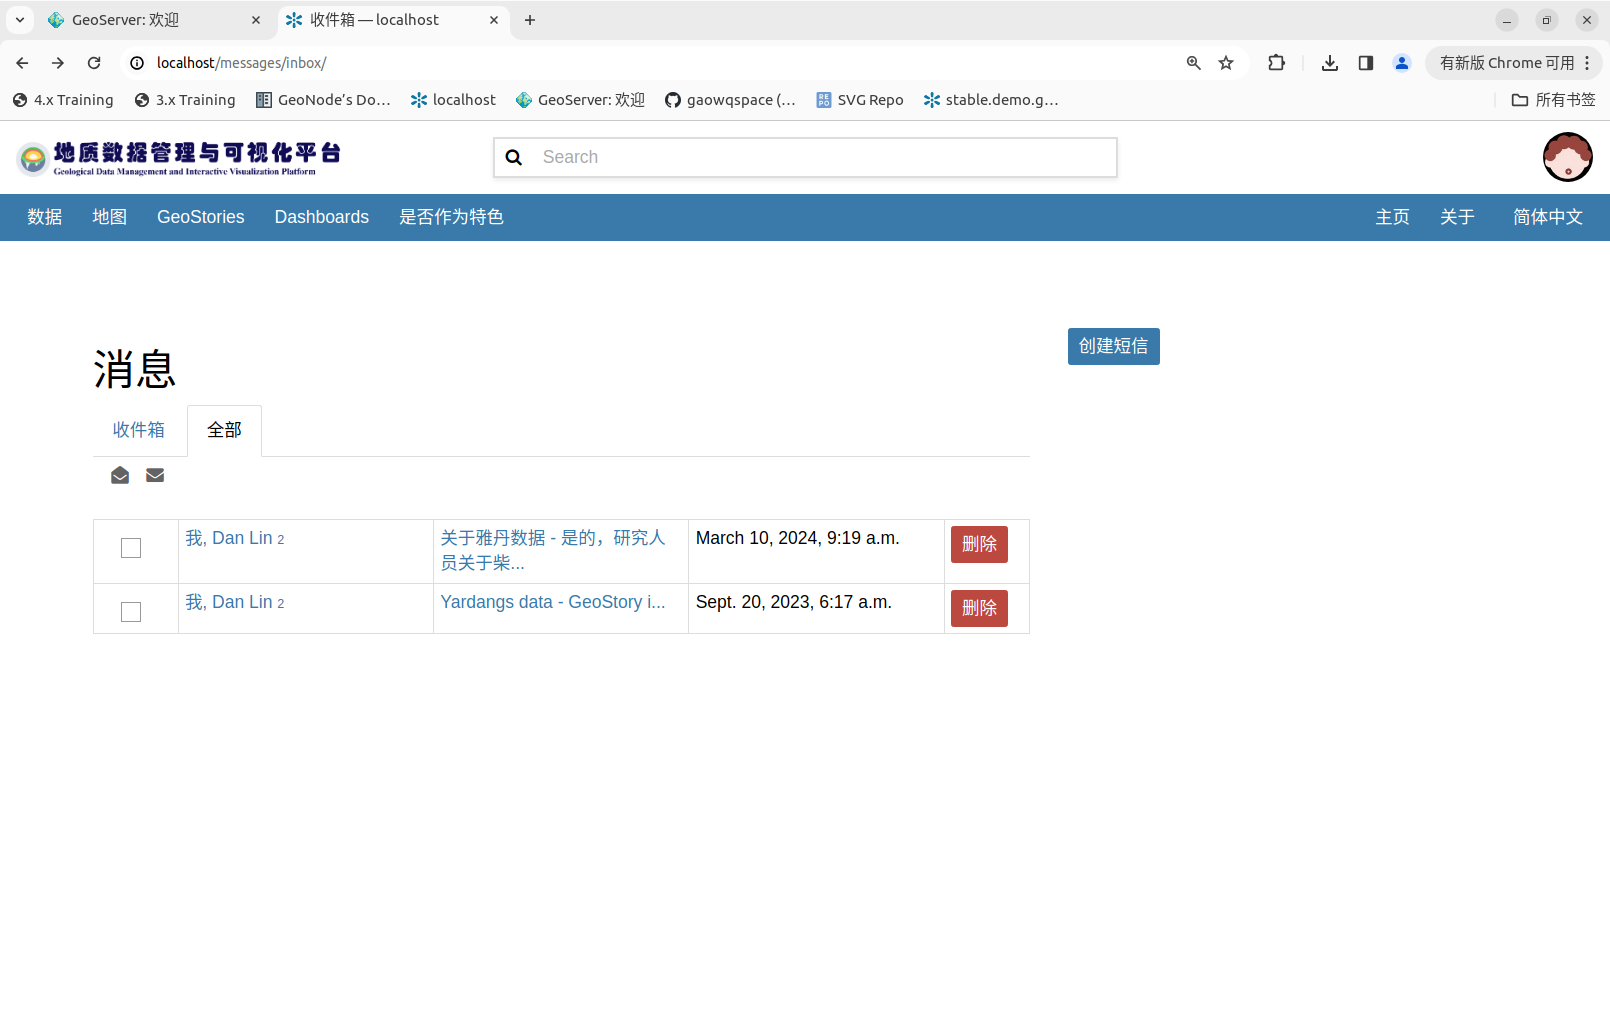 GeoServer: 欢迎
收件箱 — localhost
localhost/messages/inbox/
有新版 Chrome 可用
4.x Training
3.x Training
GeoNode’s Do…
localhost
GeoServer: 欢迎
gaowqspace (…
SVG Repo
stable.demo.g…
所有书签
地质数据管理与可视化平台
Geological Data Management and Interactive Visualization Platform
Search
数据
地图
GeoStories
Dashboards
是否作为特色
主页
关于
简体中文
创建短信
消息
收件箱
全部
我, Dan Lin 2
关于雅丹数据 - 是的，研究人
员关于柴...
March 10, 2024, 9:19 a.m.
删除
我, Dan Lin 2
Yardangs data - GeoStory i...
Sept. 20, 2023, 6:17 a.m.
删除